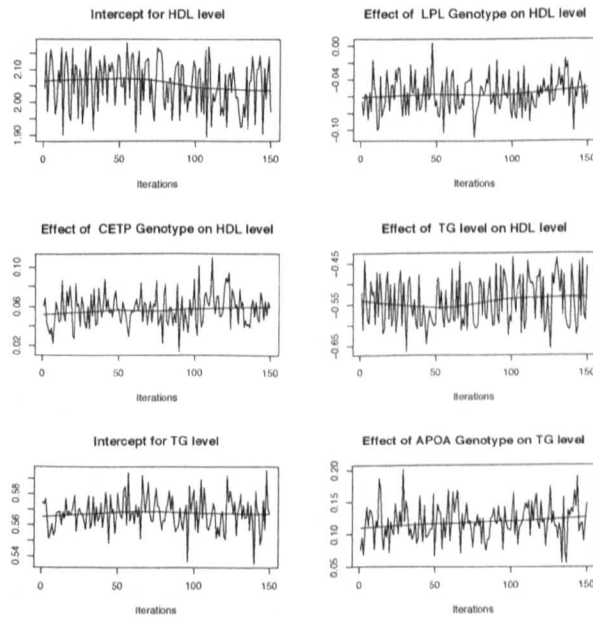 Intercept for HDL level
2.10
2.00
1.90
0 50 100 150
Iterations
Effect of LPL Genotype on HDL level
0.00
−0.04
−0.10
0 50 100 150
Iterations
Effect of CETP Genotype on HDL level
0.10
0.06
0.02
0 50 100 150
Iterations
Effect of TG level on HDL level
−0.45
−0.55
−0.65
0 50 100 150
Iterations
Intercept for TG level
0.58
0.56
0.54
0 50 100 150
Iterations
Effect of APOA Genotype on TG level
0.20
0.15
0.10
0.05
0 50 100 150
Iterations